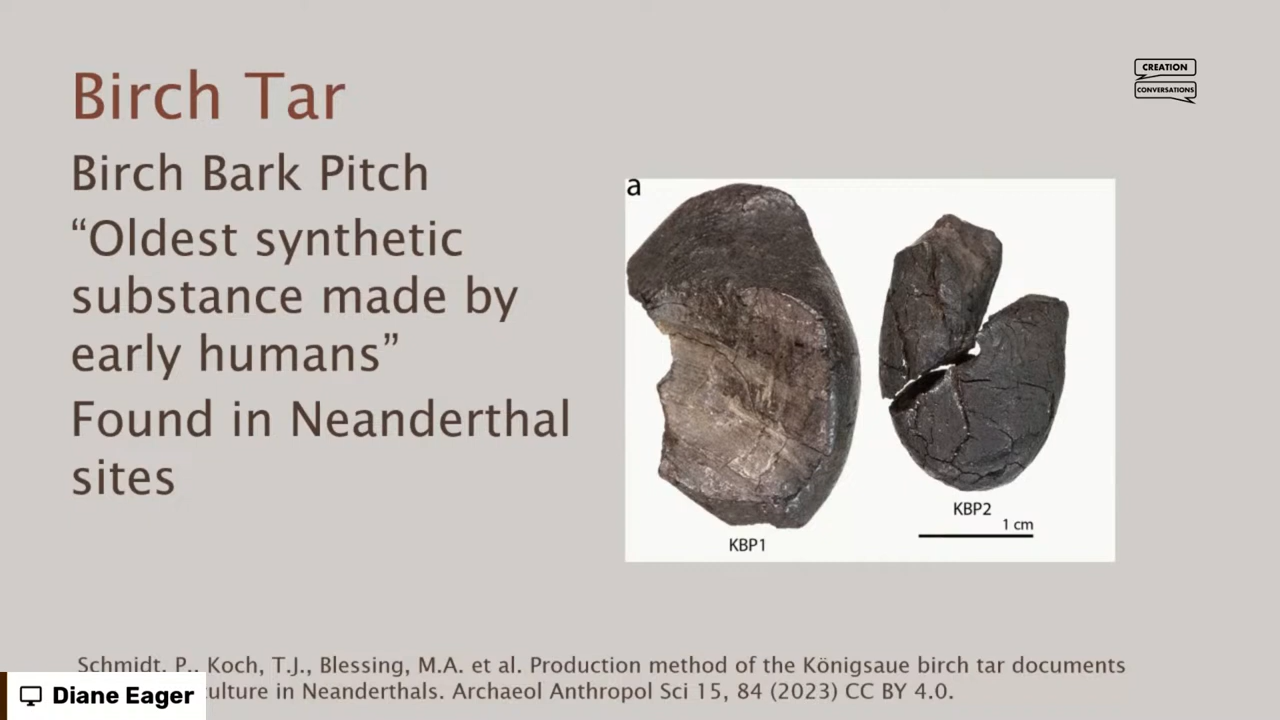 CREATION
CONVERSATIONS
Birch Tar
Birch Bark Pitch
“Oldest synthetic
substance made by
early humans”
Found in Neanderthal
sites
a
KBP1
KBP2
1 cm
Schmidt, P., Koch, T.J., Blessing, M.A. et al. Production method of the Königsaue birch tar documents
culture in Neanderthals. Archaeol Anthropol Sci 15, 84 (2023) CC BY 4.0.
Diane Eager